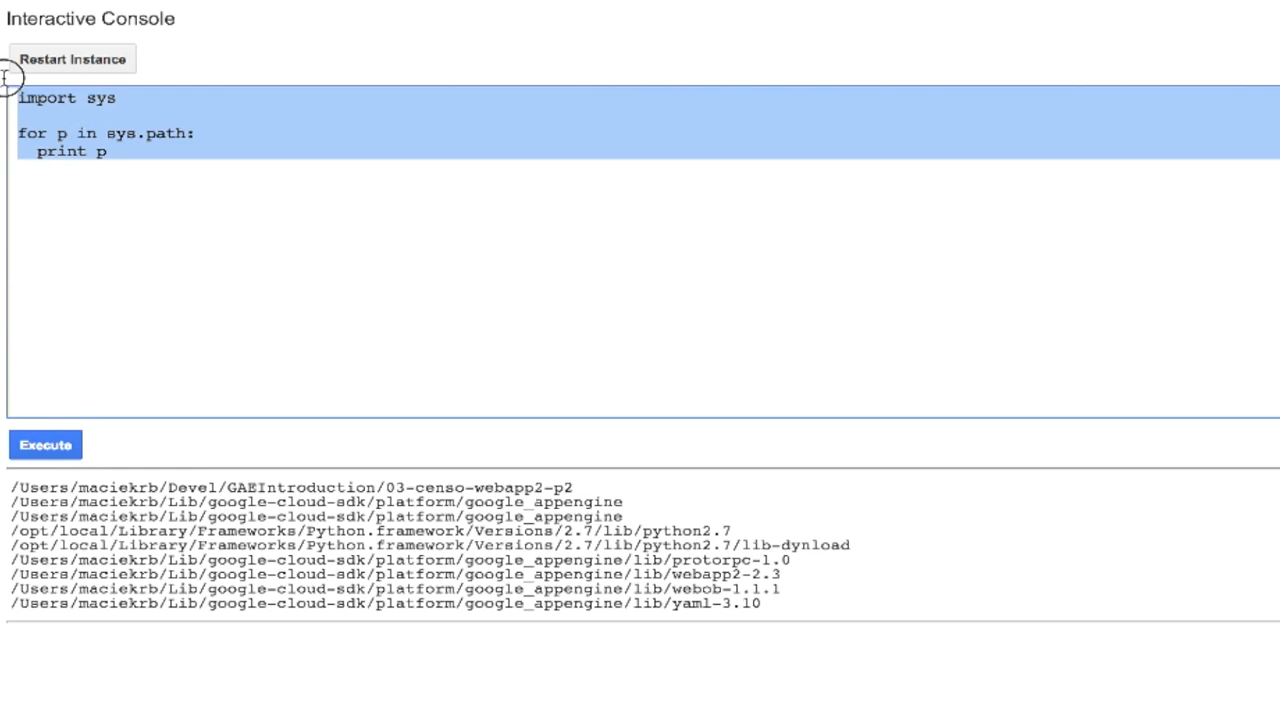 Interactive Console
Restart Instance
import sys
for p in sys.path:
  print p
Execute
/Users/maciekrb/Devel/GAEIntroduction/03-censo-webapp2-p2
/Users/maciekrb/Lib/google-cloud-sdk/platform/google_appengine
/Users/maciekrb/Lib/google-cloud-sdk/platform/google_appengine
/opt/local/Library/Frameworks/Python.framework/Versions/2.7/lib/python2.7
/opt/local/Library/Frameworks/Python.framework/Versions/2.7/lib/python2.7/lib-dynload
/Users/maciekrb/Lib/google-cloud-sdk/platform/google_appengine/lib/protorpc-1.0
/Users/maciekrb/Lib/google-cloud-sdk/platform/google_appengine/lib/webapp2-2.3
/Users/maciekrb/Lib/google-cloud-sdk/platform/google_appengine/lib/webob-1.1.1
/Users/maciekrb/Lib/google-cloud-sdk/platform/google_appengine/lib/yaml-3.10